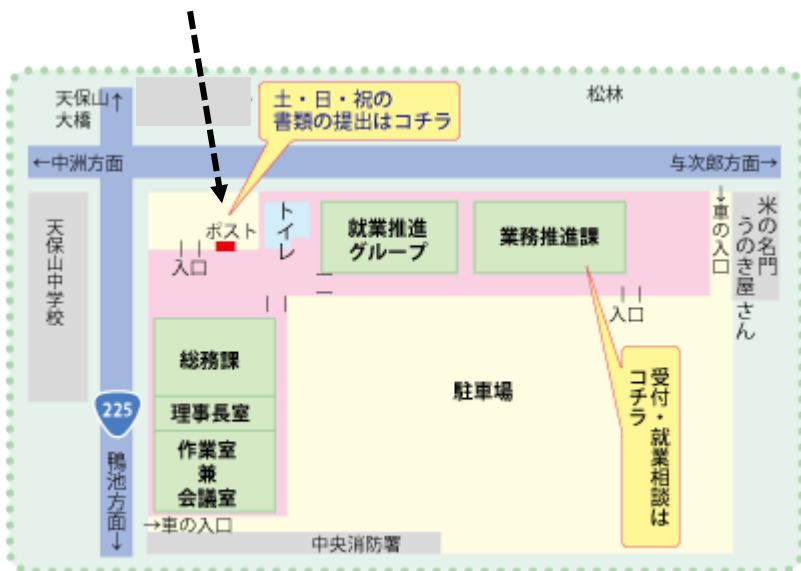 天保山↑
大橋
土・日・祝の
書類の提出はコチラ
松林
←中洲方面
与次郎方面→
天保山中学校
ポスト
入口
トイレ
就業推進
グループ
業務推進課
→車の入口
米の名門
うのき屋さん
入口
総務課
理事長室
作業室
兼
会議室
駐車場
受付・就業相談は
コチラ
225
鴨池方面→
→車の入口
中央消防署